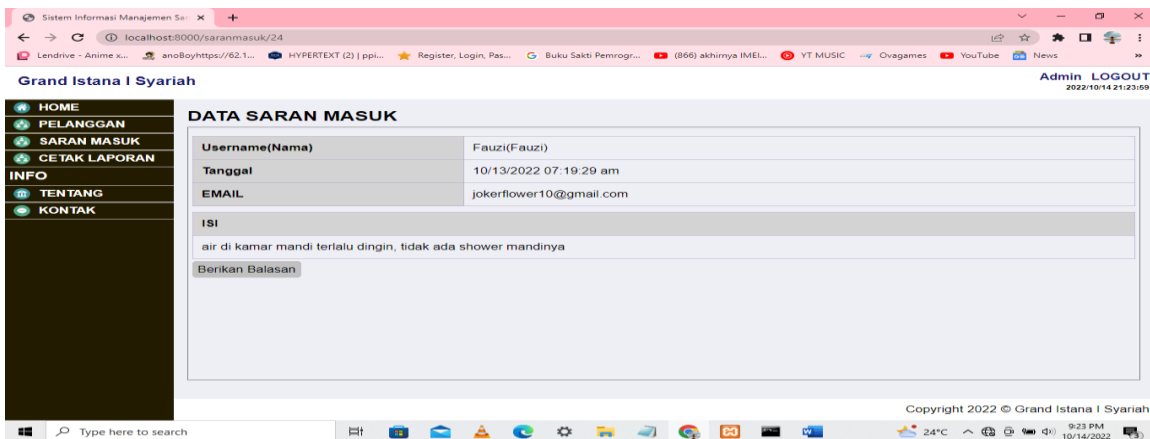 Sistem Informasi Manajemen Sar
localhost:8000/saranmasuk/24
Lendrive - Anime x... anoBoyhttps://62.1... HYPERTEXT (2) | ppi... Register, Login, Pas... Buku Sakti Pemrogr... (866) akhirnya IMEI... YT MUSIC Ovagames YouTube News »
Grand Istana I Syariah
Admin LOGOUT
2022/10/14 21:23:59
HOME
PELANGGAN
SARAN MASUK
CETAK LAPORAN
INFO
TENTANG
KONTAK
DATA SARAN MASUK
Username(Nama) Fauzi(Fauzi)
Tanggal 10/13/2022 07:19:29 am
EMAIL jokerflower10@gmail.com
ISI
air di kamar mandi terlalu dingin, tidak ada shower mandinya
Berikan Balasan
Copyright 2022 © Grand Istana I Syariah
Type here to search
24°C
9:23 PM
10/14/2022